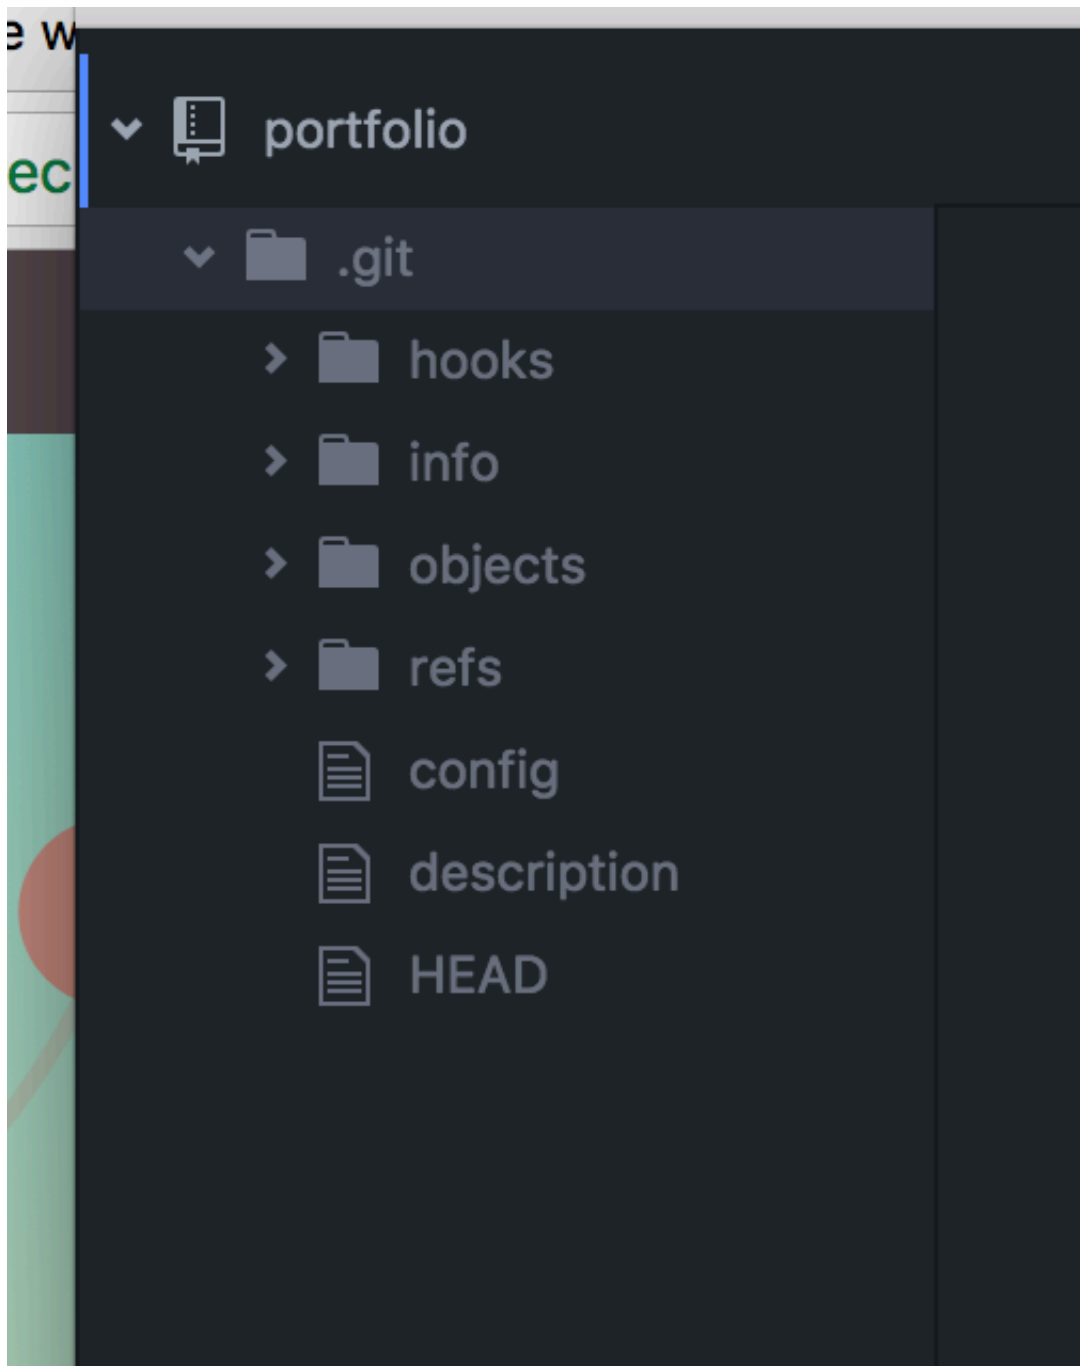 e w
ec
portfolio
.git
hooks
info
objects
refs
config
description
HEAD